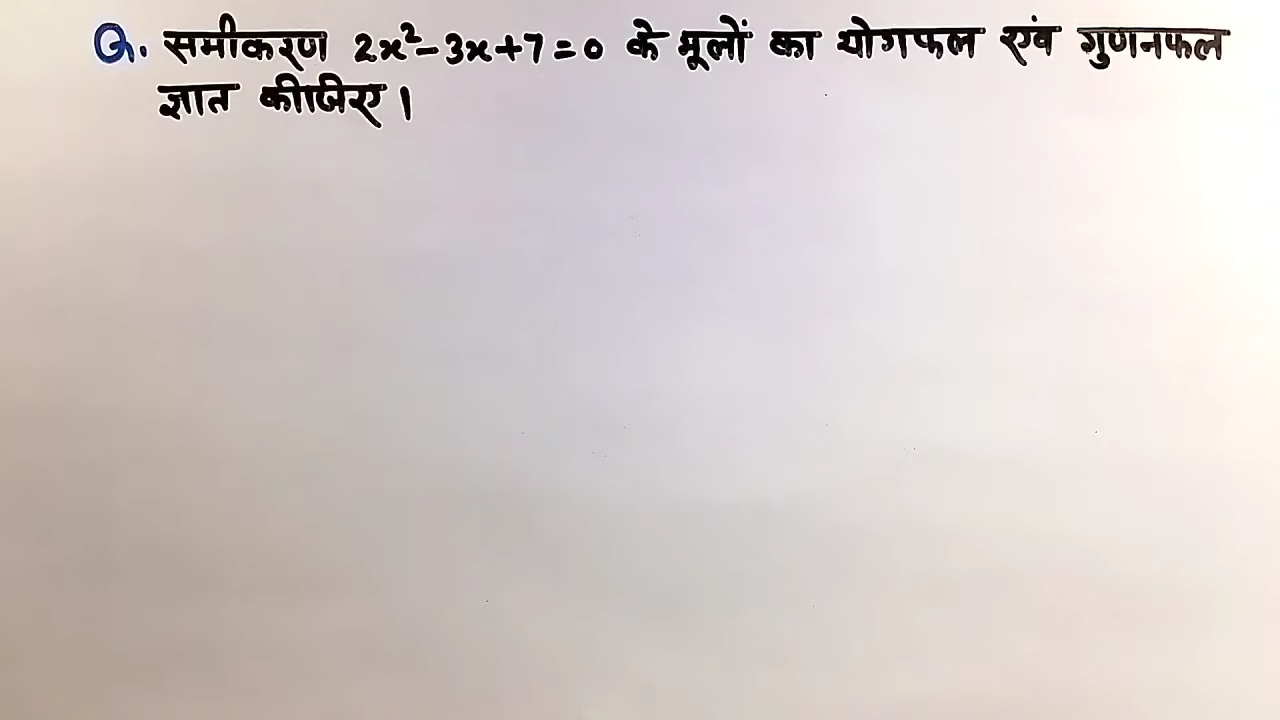 Q. समीकरण 2x²-3x+7=0 के मूलों का योगफल एवं गुणनफल
ज्ञात कीजिए।